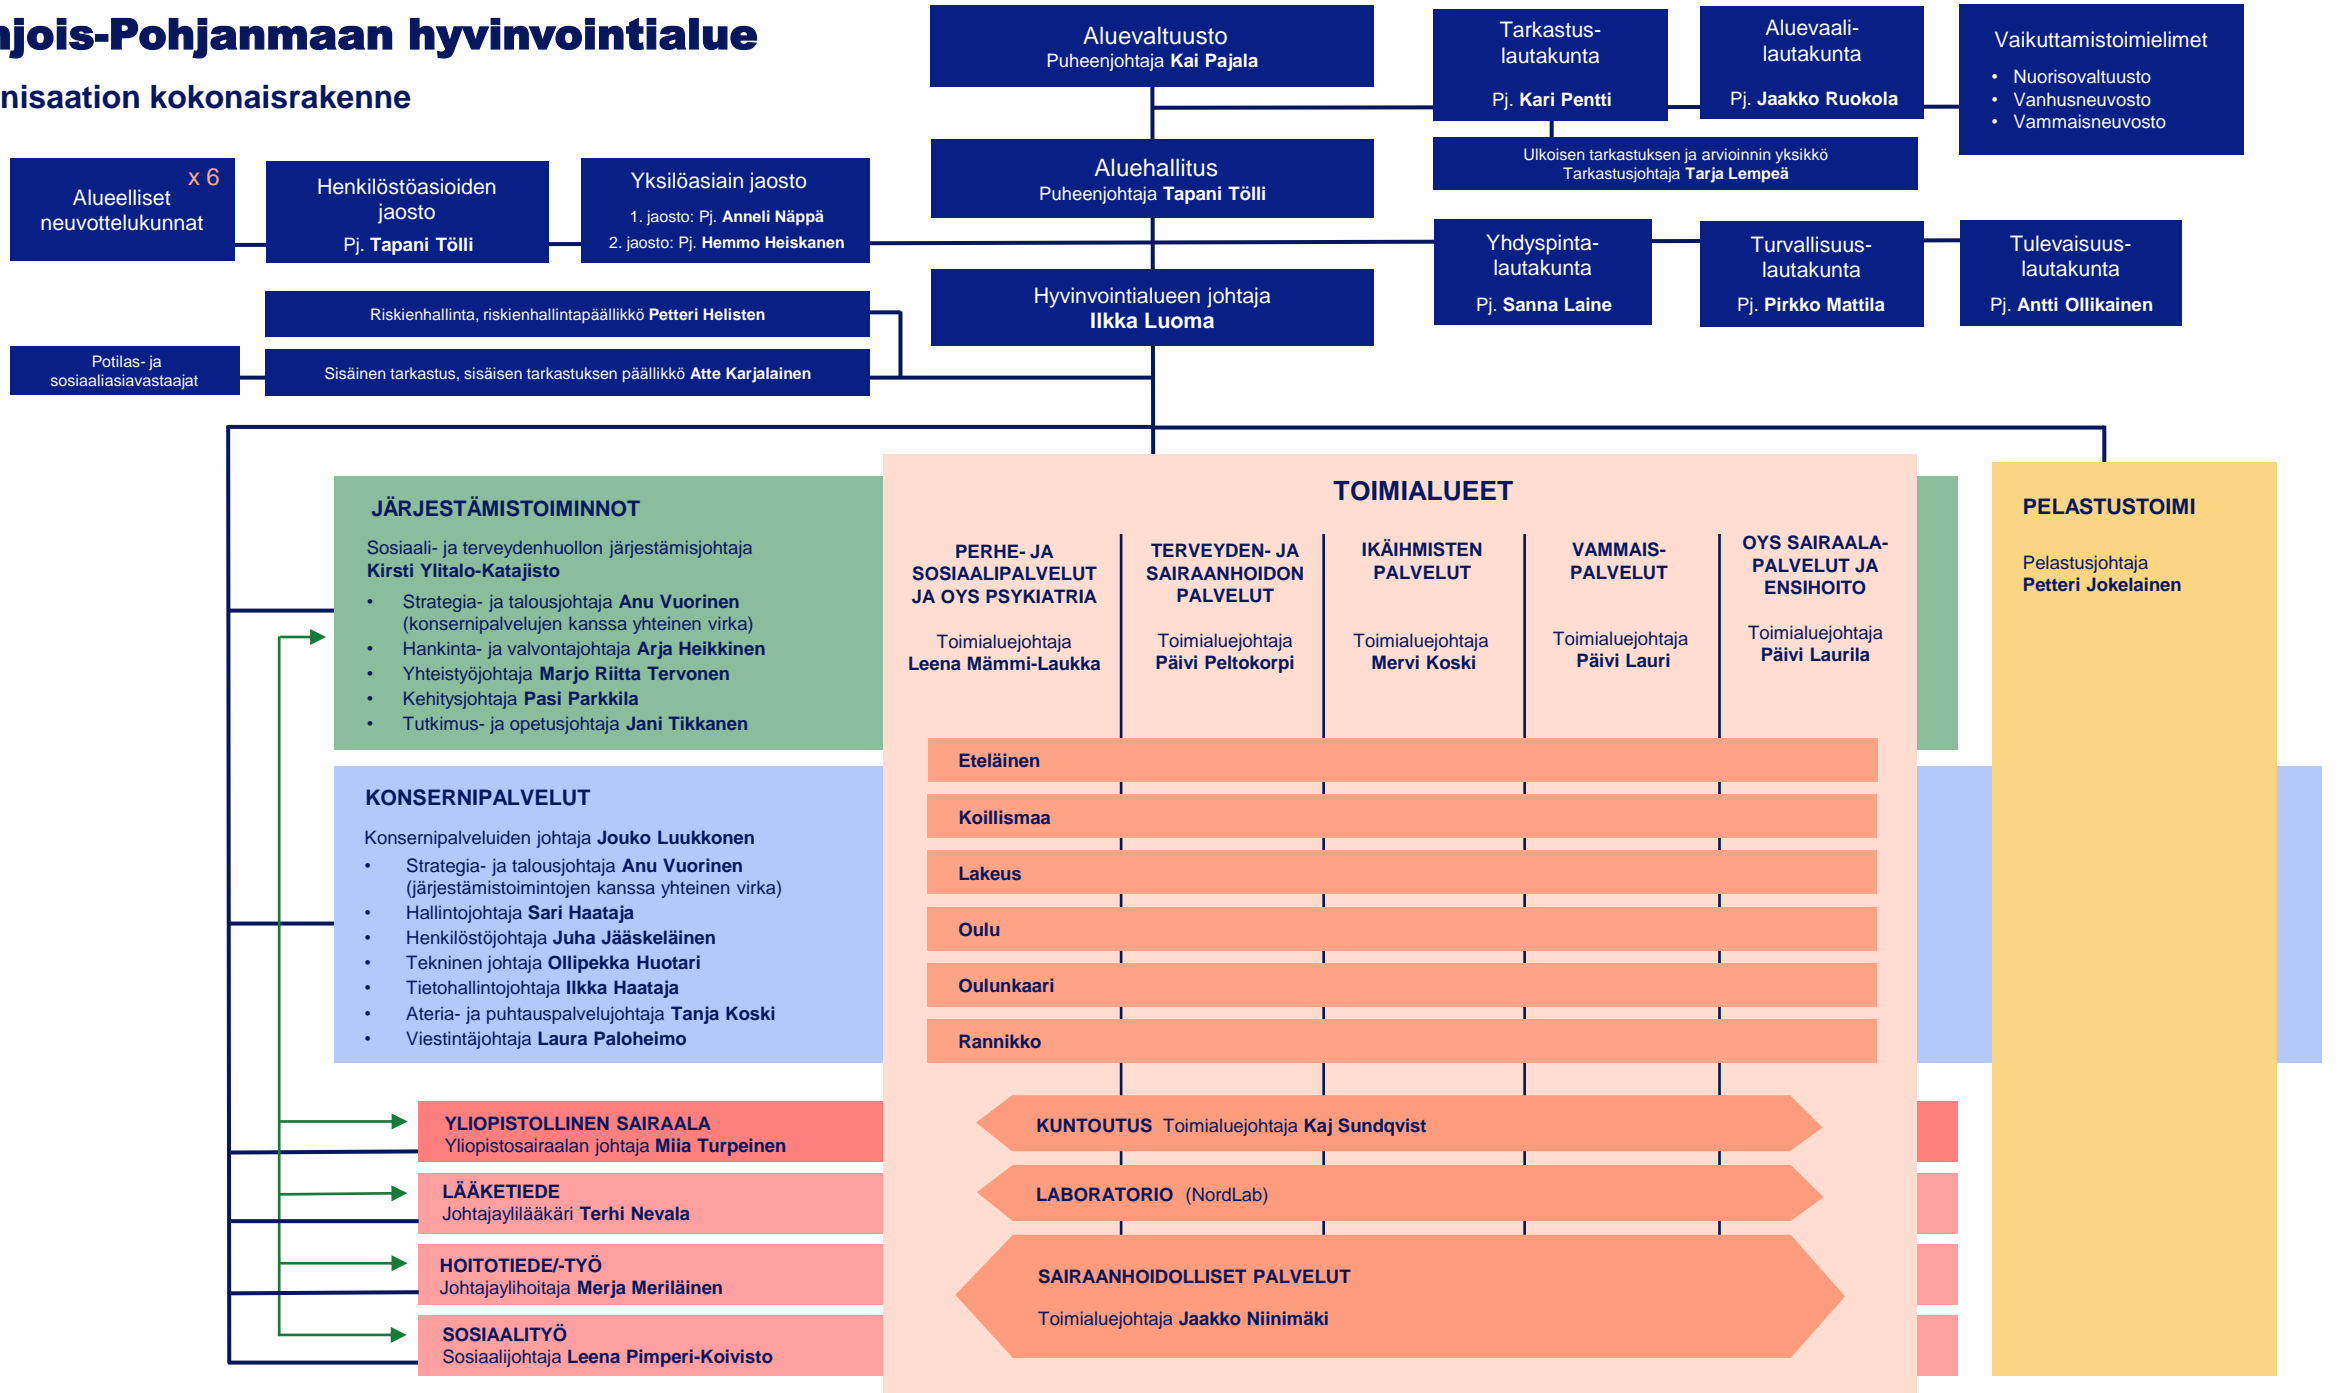 njois-Pohjanmaan hyvinvointialue
nisaation kokonaisrakenne
Aluevaltuusto
Puheenjohtaja Kai Pajala
Tarkastus-
lautakunta
Pj. Kari Pentti
Aluevaali-
lautakunta
Pj. Jaakko Ruokola
Vaikuttamistoimielimet
• Nuorisovaltuusto
• Vanhusneuvosto
• Vammaisneuvosto
Aluehallitus
Puheenjohtaja Tapani Tölli
Ulkoisen tarkastuksen ja arvioinnin yksikkö
Tarkastusjohtaja Tarja Lempeä
x 6
Alueelliset
neuvottelukunnat
Henkilöstöasioiden
jaosto
Pj. Tapani Tölli
Yksilöasiain jaosto
1. jaosto: Pj. Anneli Näppä
2. jaosto: Pj. Hemmo Heiskanen
Yhdyspinta-
lautakunta
Pj. Sanna Laine
Turvallisuus-
lautakunta
Pj. Pirkko Mattila
Tulevaisuus-
lautakunta
Pj. Antti Ollikainen
Hyvinvointialueen johtaja
Ilkka Luoma
Riskienhallinta, riskienhallintapäällikkö Petteri Helisten
Potilas- ja
sosiaaliasiavastaajat
Sisäinen tarkastus, sisäisen tarkastuksen päällikkö Atte Karjalainen
JÄRJESTÄMISTOIMINNOT
Sosiaali- ja terveydenhuollon järjestämisjohtaja
Kirsti Ylitalo-Katajisto
• Strategia- ja talousjohtaja Anu Vuorinen
(konsernipalvelujen kanssa yhteinen virka)
• Hankinta- ja valvontajohtaja Arja Heikkinen
• Yhteistyöjohtaja Marjo Riitta Tervonen
• Kehitysjohtaja Pasi Parkkila
• Tutkimus- ja opetusjohtaja Jani Tikkanen
KONSERNIPALVELUT
Konsernipalveluiden johtaja Jouko Luukkonen
• Strategia- ja talousjohtaja Anu Vuorinen
(järjestämistoimintojen kanssa yhteinen virka)
• Hallintojohtaja Sari Haataja
• Henkilöstöjohtaja Juha Jääskeläinen
• Tekninen johtaja Ollipekka Huotari
• Tietohallintojohtaja Ilkka Haataja
• Ateria- ja puhtauspalvelujohtaja Tanja Koski
• Viestintäjohtaja Laura Paloheimo
YLIOPISTOLLINEN SAIRAALA
Yliopistosairaalan johtaja Miia Turpeinen
LÄÄKETIEDE
Johtajaylilääkäri Terhi Nevala
HOITOTIEDE/-TYÖ
Johtajaylihoitaja Merja Meriläinen
SOSIAALITYÖ
Sosiaalijohtaja Leena Pimperi-Koivisto
TOIMIALUEET
PERHE- JA
SOSIAALIPALVELUT
JA OYS PSYKIATRIA
Toimialuejohtaja
Leena Mämmi-Laukka
TERVEYDEN- JA
SAIRAANHOIDON
PALVELUT
Toimialuejohtaja
Päivi Peltokorpi
IKÄIHMISTEN
PALVELUT
Toimialuejohtaja
Mervi Koski
VAMMAIS-
PALVELUT
Toimialuejohtaja
Päivi Lauri
OYS SAIRAALA-
PALVELUT JA
ENSIHOITO
Toimialuejohtaja
Päivi Laurila
Eteläinen
Koillismaa
Lakeus
Oulu
Oulunkaari
Rannikko
KUNTOUTUS Toimialuejohtaja Kaj Sundqvist
LABORATORIO (NordLab)
SAIRAANHOIDOLLISET PALVELUT
Toimialuejohtaja Jaakko Niinimäki
PELASTUSTOIMI
Pelastusjohtaja
Petteri Jokelainen